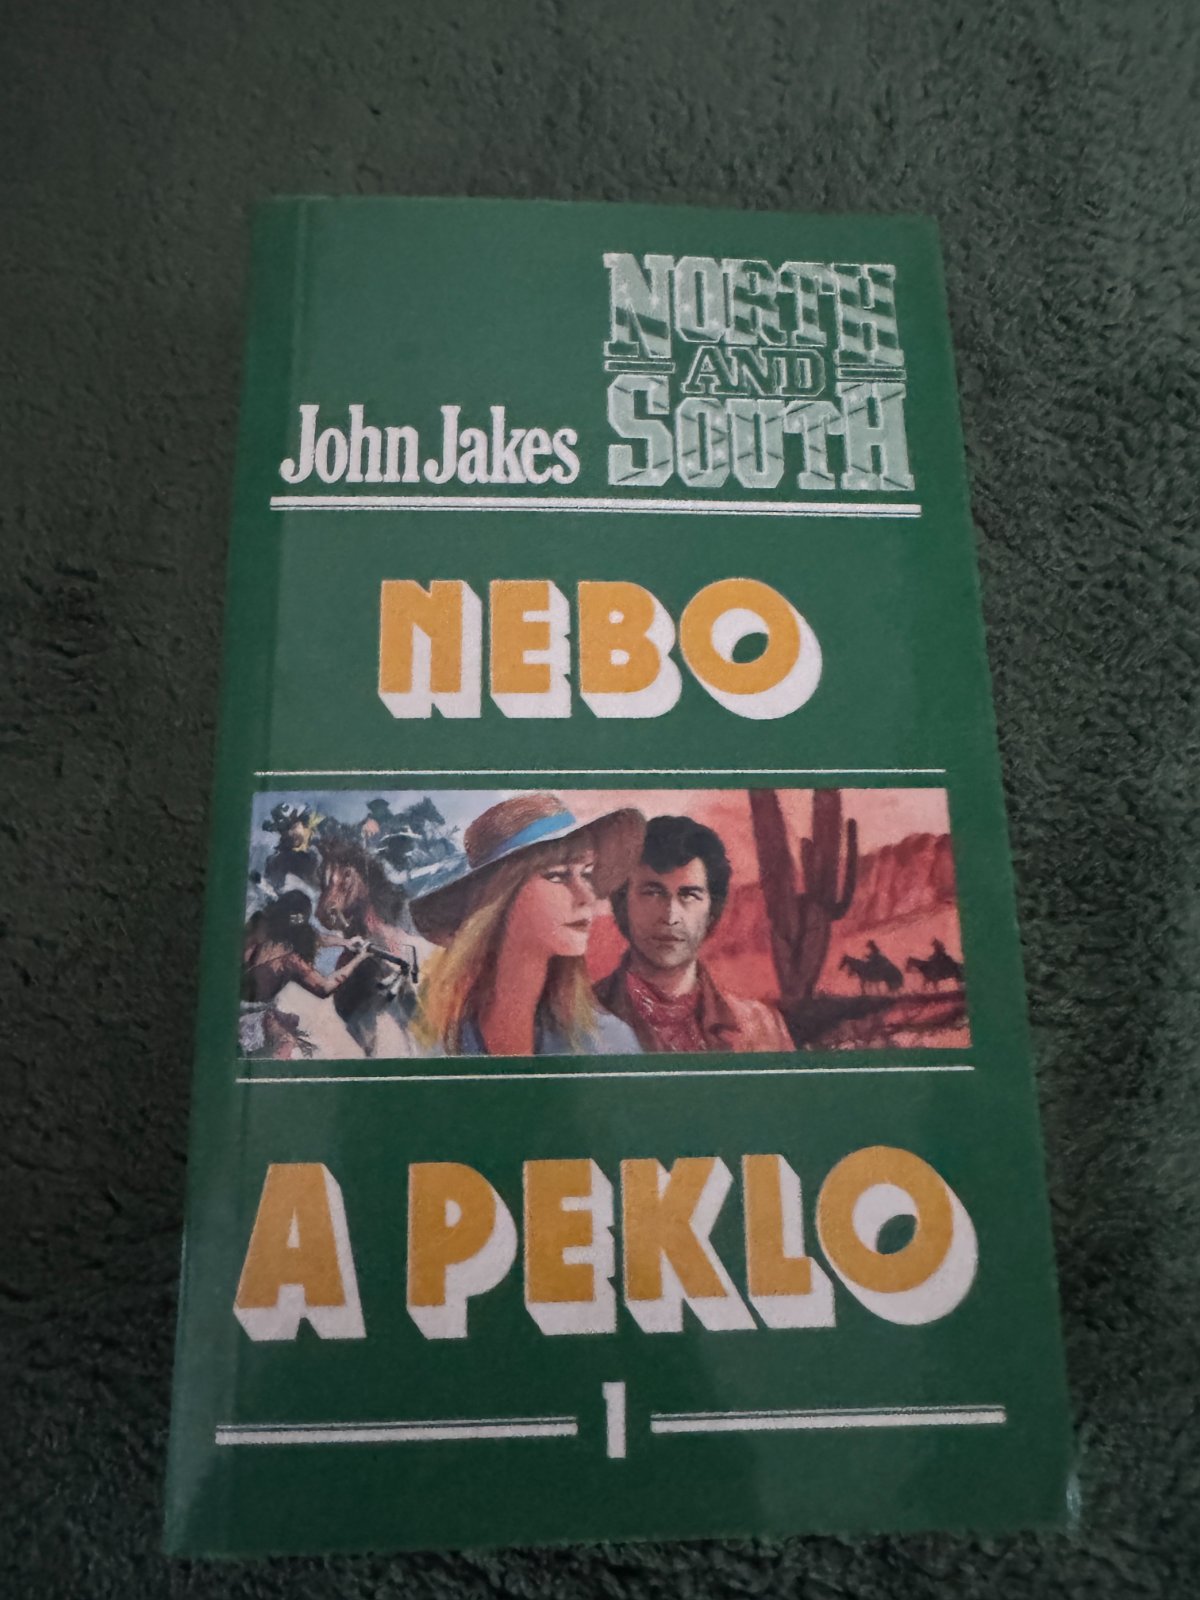 NORTH
AND
SOUTH
John Jakes
NEBO
A PEKLO
1